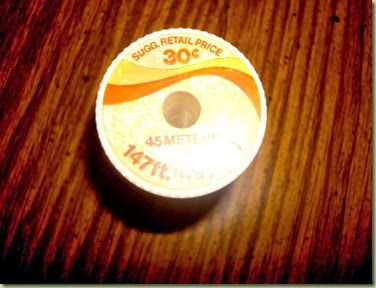 SUGG. RETAIL PRICE
30¢
45 METERS
147ft.